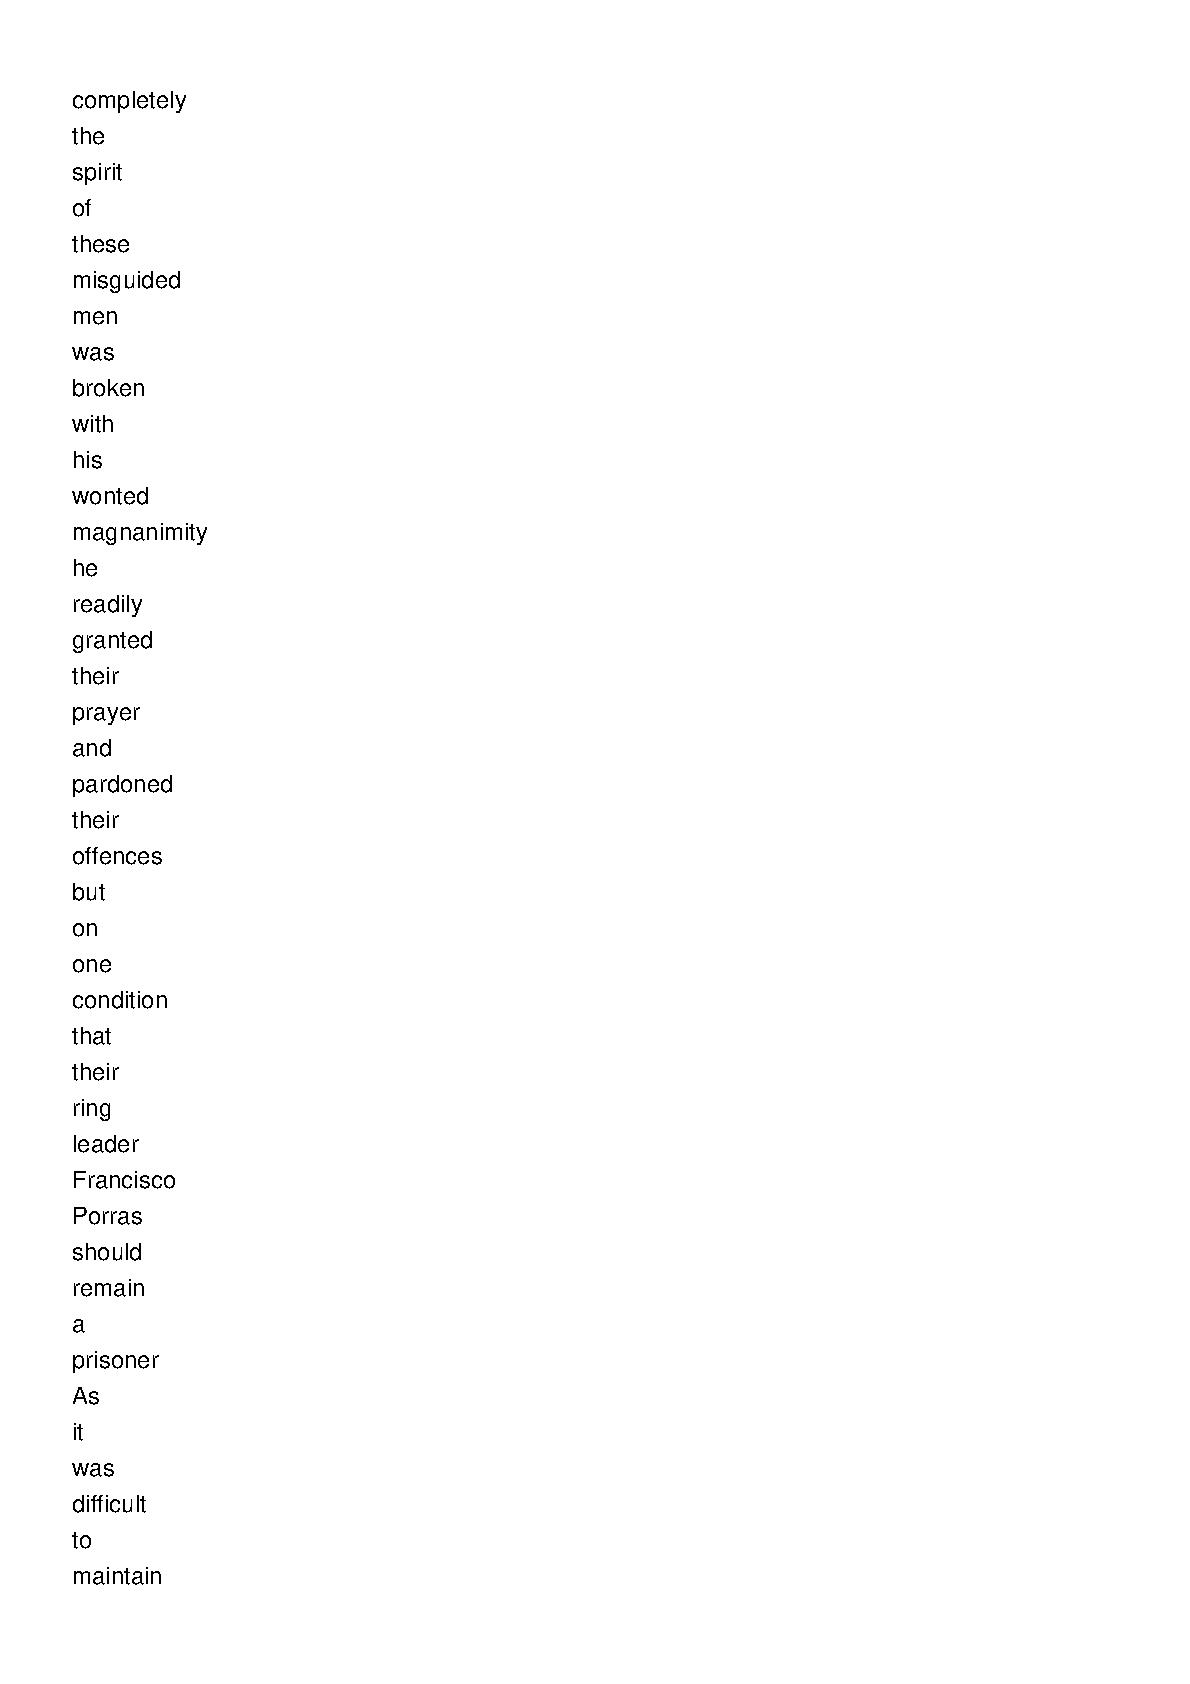 completely
the
spirit
of
these
misguided
men
was
broken
with
his
wonted
magnanimity
he
readily
granted
their
prayer
and
pardoned
their
offences
but
on
one
condition
that
their
ring
leader
Francisco
Porras
should
remain
a
prisoner
As
it
was
difficult
to
maintain